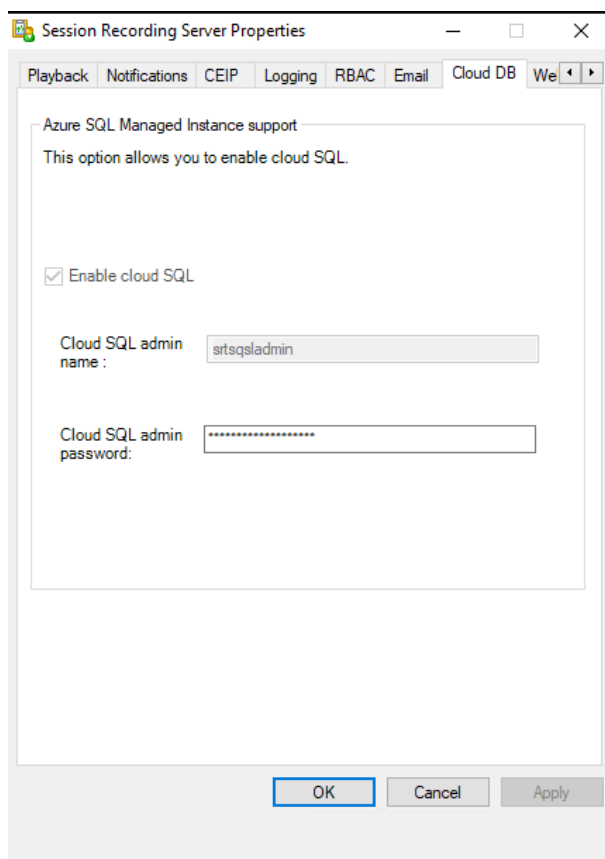 Session Recording Server Properties
Playback Notifications CEIP Logging RBAC Email Cloud DB We
Azure SQL Managed Instance support
This option allows you to enable cloud SQL.
Enable cloud SQL
Cloud SQL admin
name :
srtsqsladmin
Cloud SQL admin
password:
*******************
OK Cancel Apply